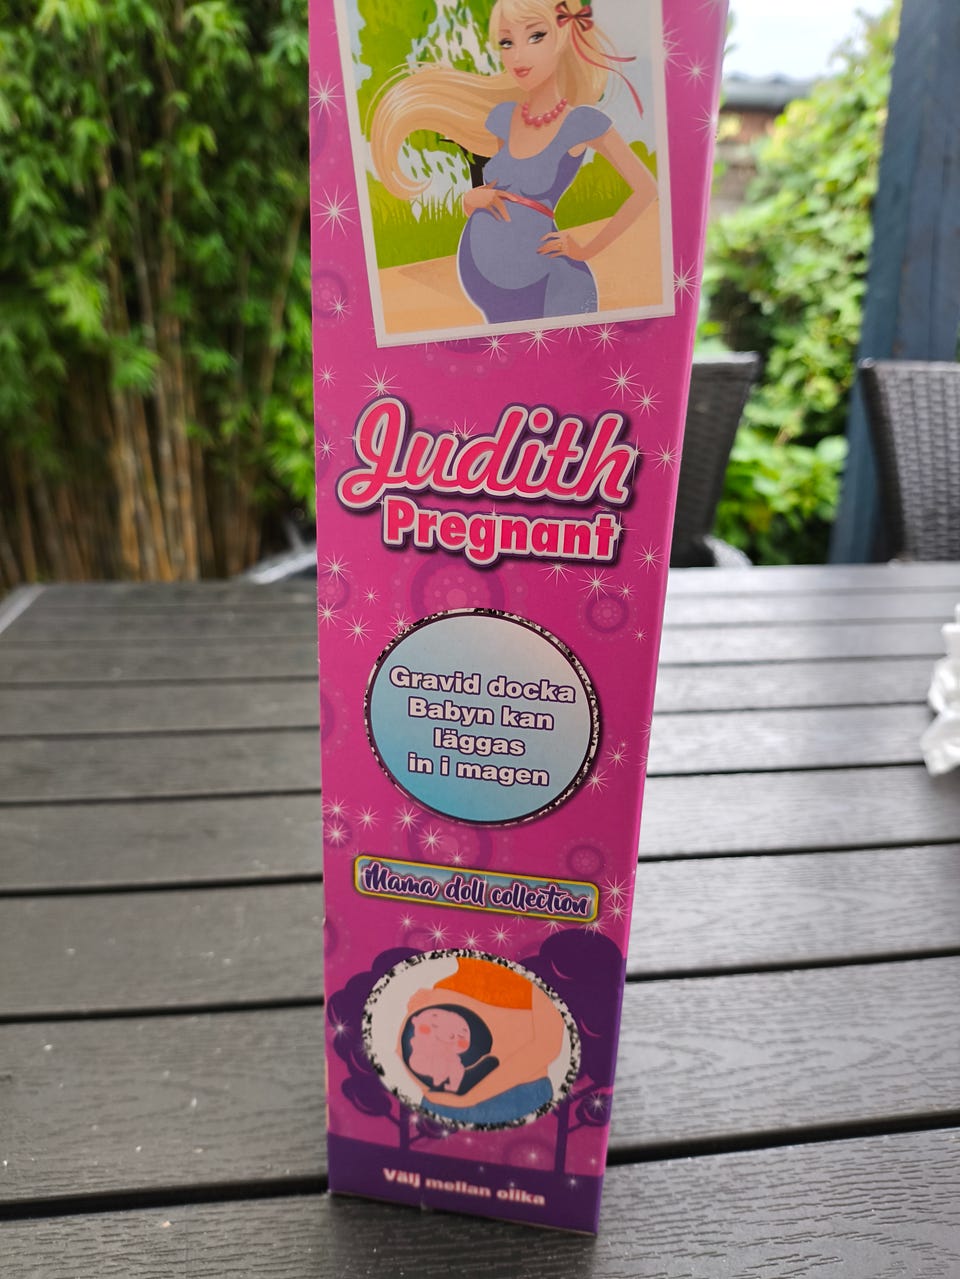 Judith
Pregnant
Gravid docka
Babyn kan
läggas
in i magen
Mama doll collection
Välj mellan olika